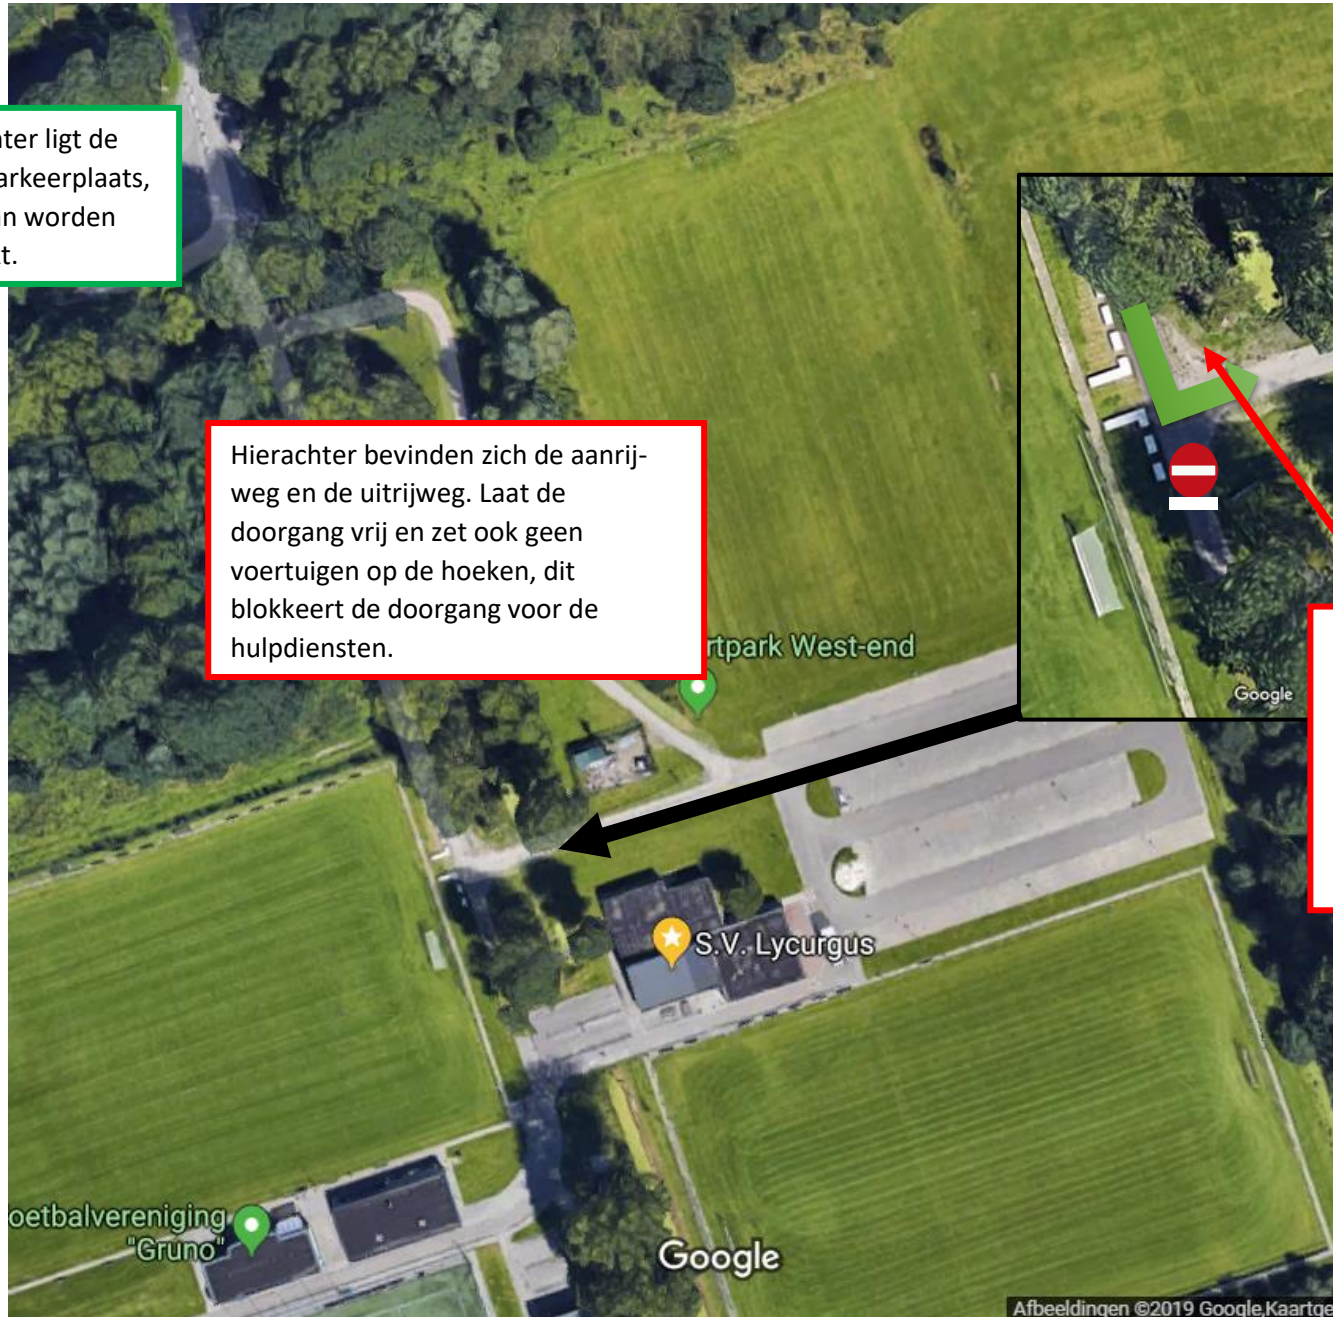 ter ligt de
arkeerplaats,
n worden
t.
Hierachter bevinden zich de aanrij-
weg en de uitrijweg. Laat de
doorgang vrij en zet ook geen
voertuigen op de hoeken, dit
blokkeert de doorgang voor de
hulpdiensten.
rtpark West-end
Google
S.V. Lycurgus
oetbalvereniging
"Gruno"
Google
Afbeeldingen ©2019 Google,Kaartge